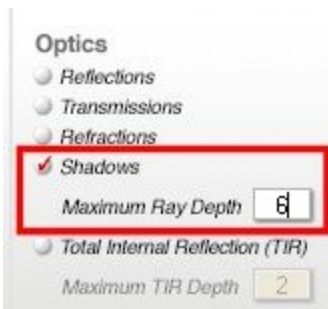 Optics
Reflections
Transmissions
Refractions
Shadows
Maximum Ray Depth 6
Total Internal Reflection (TIR)
Maximum TIR Depth 2